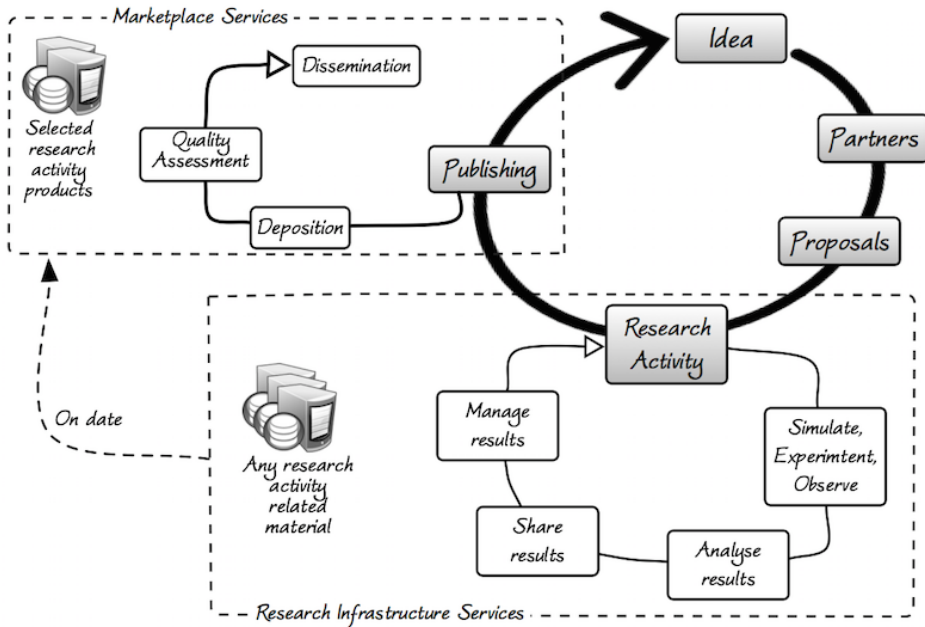 Marketplace Services
Idea
Dissemination
Selected
research
activity
products
Quality
Assessment
Publishing
Partners
Deposition
Proposals
Research
Activity
On date
Any research
activity
related
material
Manage
results
Simulate,
Experimtent,
Observe
Share
results
Analyse
results
Research Infrastructure Services